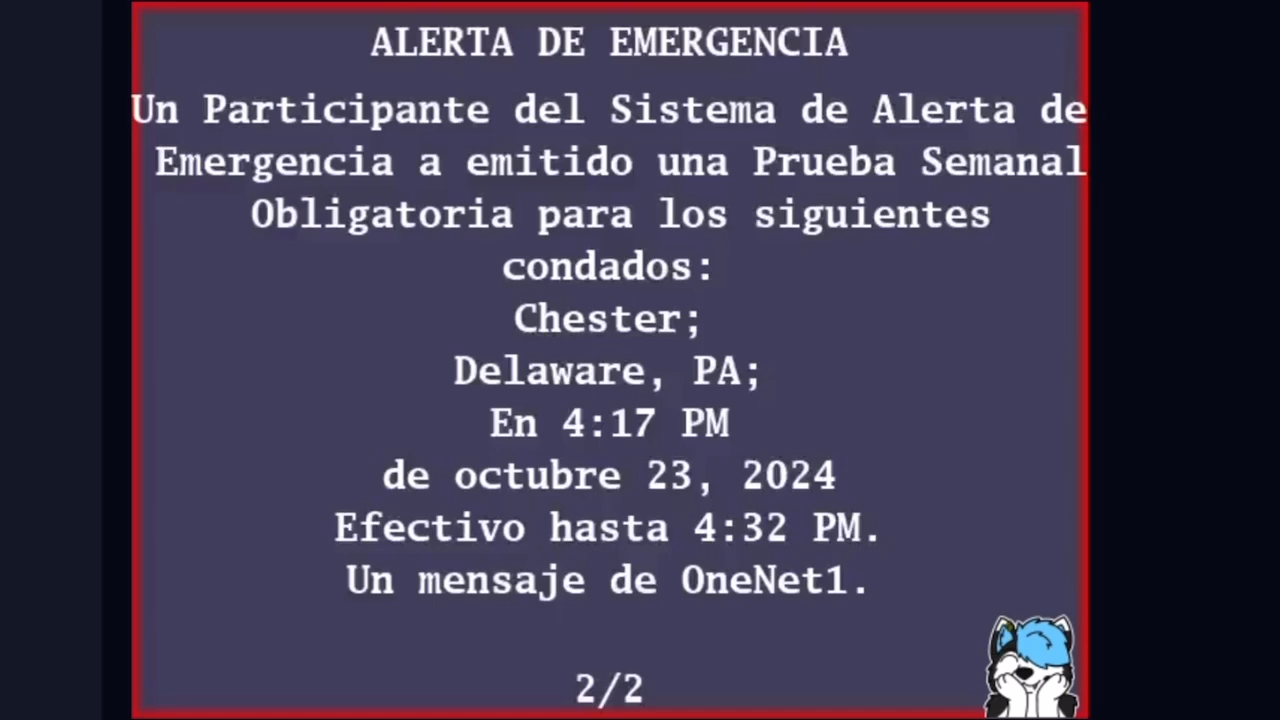 ALERTA DE EMERGENCIA
Un Participante del Sistema de Alerta de
Emergencia a emitido una Prueba Semanal
Obligatoria para los siguientes
condados:
Chester;
Delaware, PA;
En 4:17 PM
de octubre 23, 2024
Efectivo hasta 4:32 PM.
Un mensaje de OneNet1.
2/2